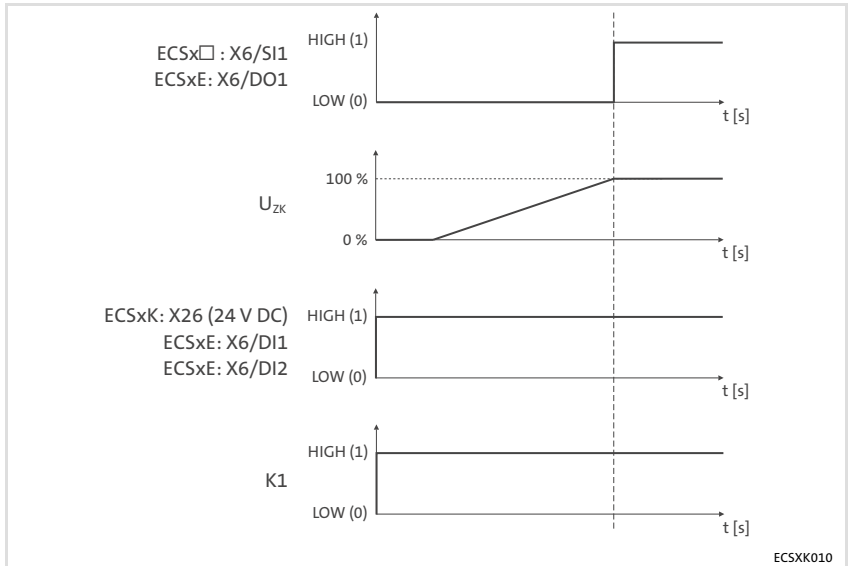 HIGH (1)
ECSx☐ : X6/SI1
ECSxE: X6/DO1
LOW (0)
t [s]
100 %
U_ZK
0 %
t [s]
ECSxK: X26 (24 V DC)
HIGH (1)
ECSxE: X6/DI1
ECSxE: X6/DI2
LOW (0)
t [s]
HIGH (1)
K1
LOW (0)
t [s]
ECSXK010